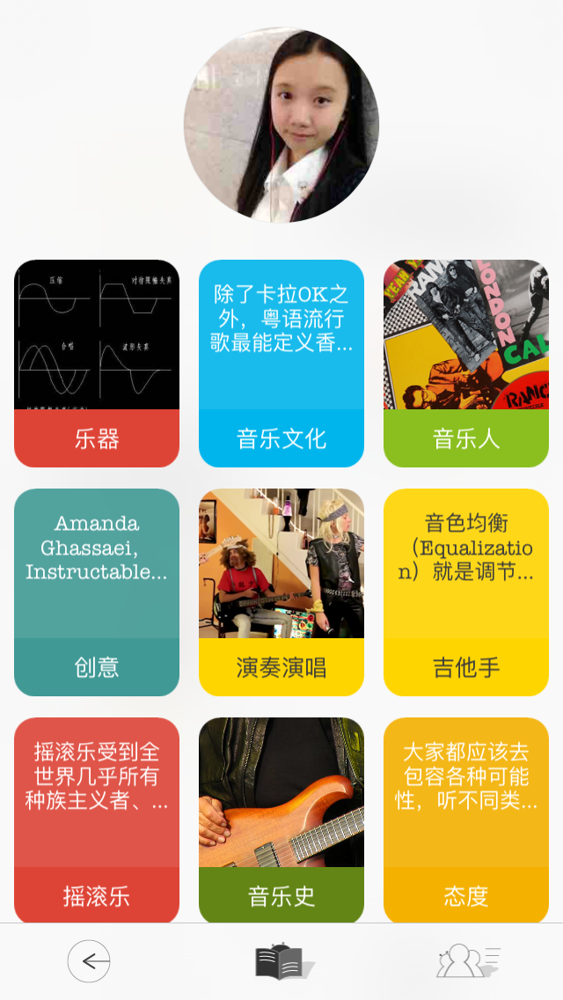 压缩
对称限幅失真
合唱
波形失真
乐器
除了卡拉OK之
外，粤语流行
歌最能定义香...
音乐文化
YEAH
RAM
LONDON
CAL
RANC
音乐人
Amanda
Ghassaei，
Instructable...
创意
演奏演唱
音色均衡
（Equalizatio
n）就是调节...
吉他手
摇滚乐受到全
世界几乎所有
种族主义者、...
摇滚乐
音乐史
大家都应该去
包容各种可能
性，听不同类...
态度